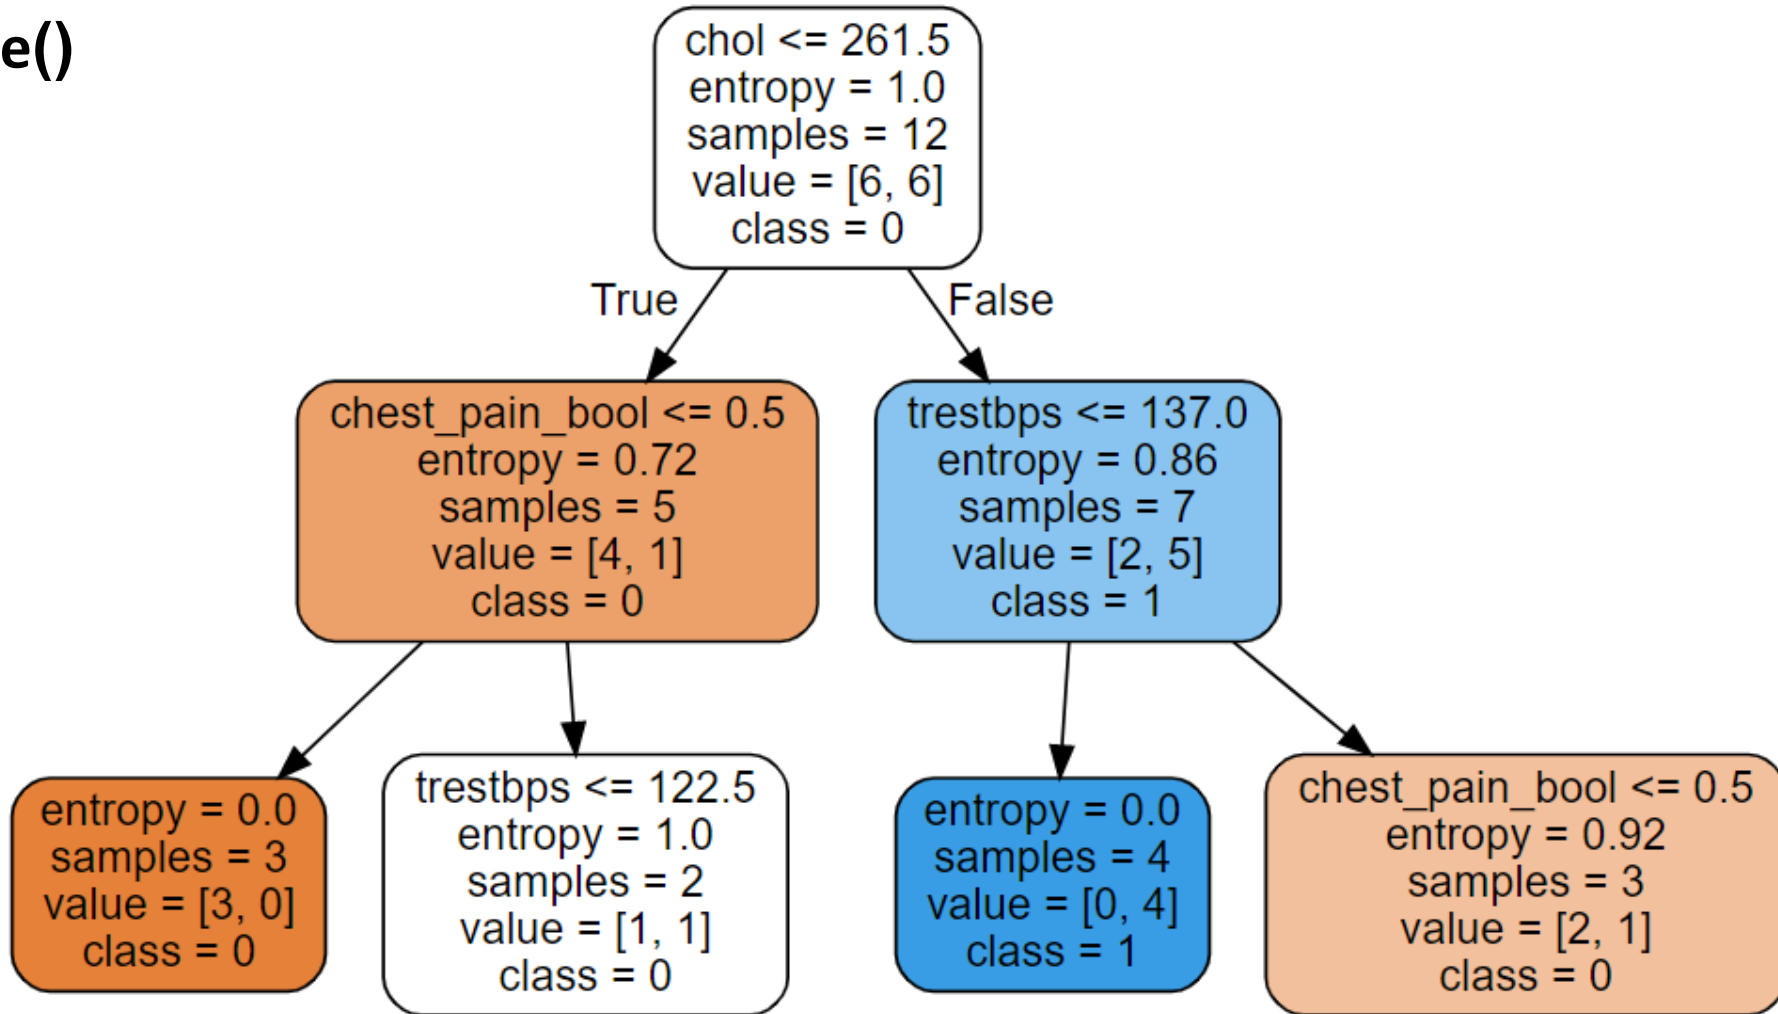 e()
chol <= 261.5
entropy = 1.0
samples = 12
value = [6, 6]
class = 0
True
False
chest_pain_bool <= 0.5
entropy = 0.72
samples = 5
value = [4, 1]
class = 0
trestbps <= 137.0
entropy = 0.86
samples = 7
value = [2, 5]
class = 1
entropy = 0.0
samples = 3
value = [3, 0]
class = 0
trestbps <= 122.5
entropy = 1.0
samples = 2
value = [1, 1]
class = 0
entropy = 0.0
samples = 4
value = [0, 4]
class = 1
chest_pain_bool <= 0.5
entropy = 0.92
samples = 3
value = [2, 1]
class = 0